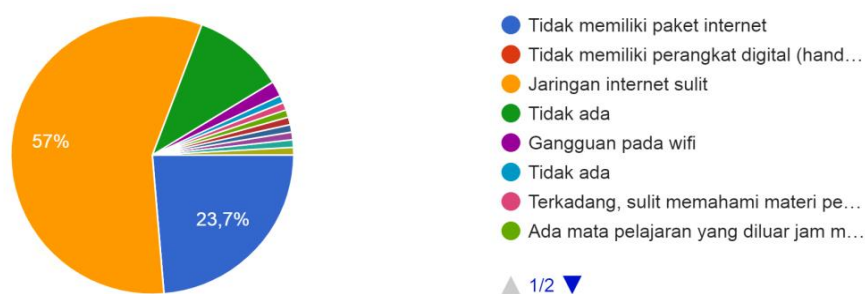 57%
23,7%
Tidak memiliki paket internet
Tidak memiliki perangkat digital (hand…
Jaringan internet sulit
Tidak ada
Gangguan pada wifi
Tidak ada
Terkadang, sulit memahami materi pe…
Ada mata pelajaran yang diluar jam m…
1/2